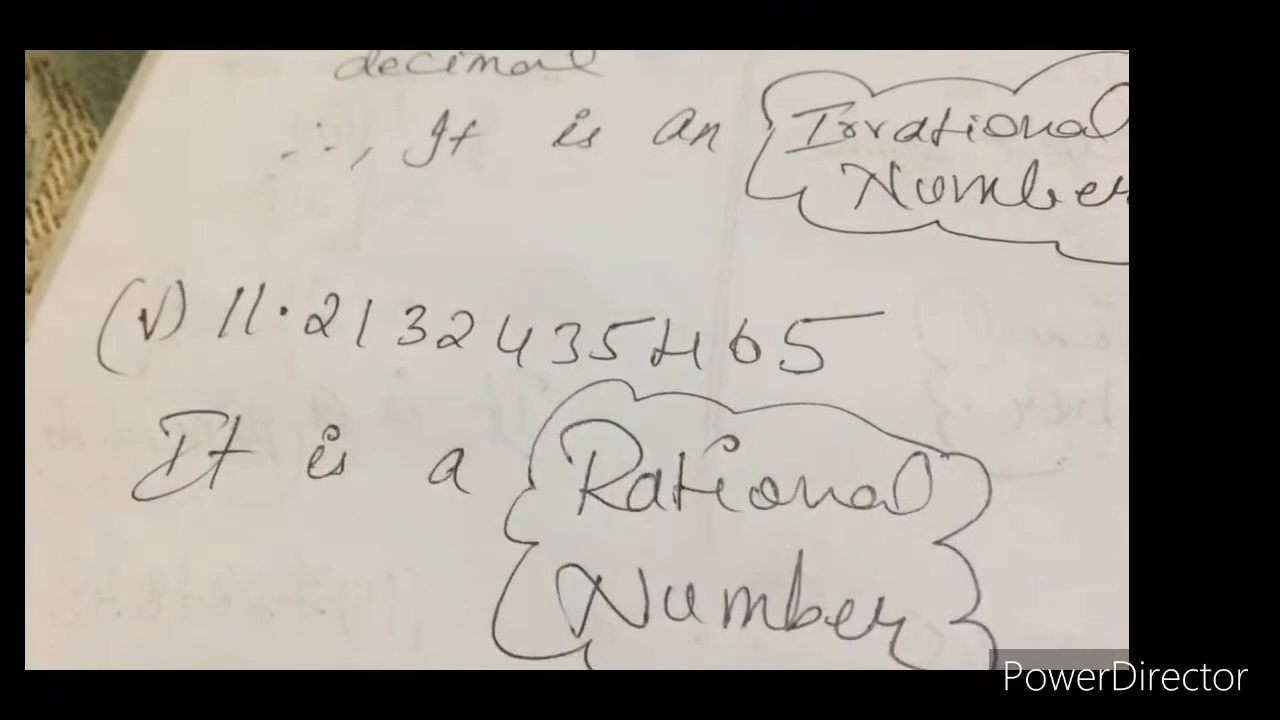 decimal
∴, It is an Irrational
Number
(V) 11.2132435465
It is a Rational
Number
PowerDirector